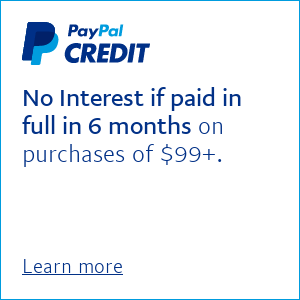 PayPal
CREDIT
No Interest if paid in
full in 6 months on
purchases of $99+.
Learn more